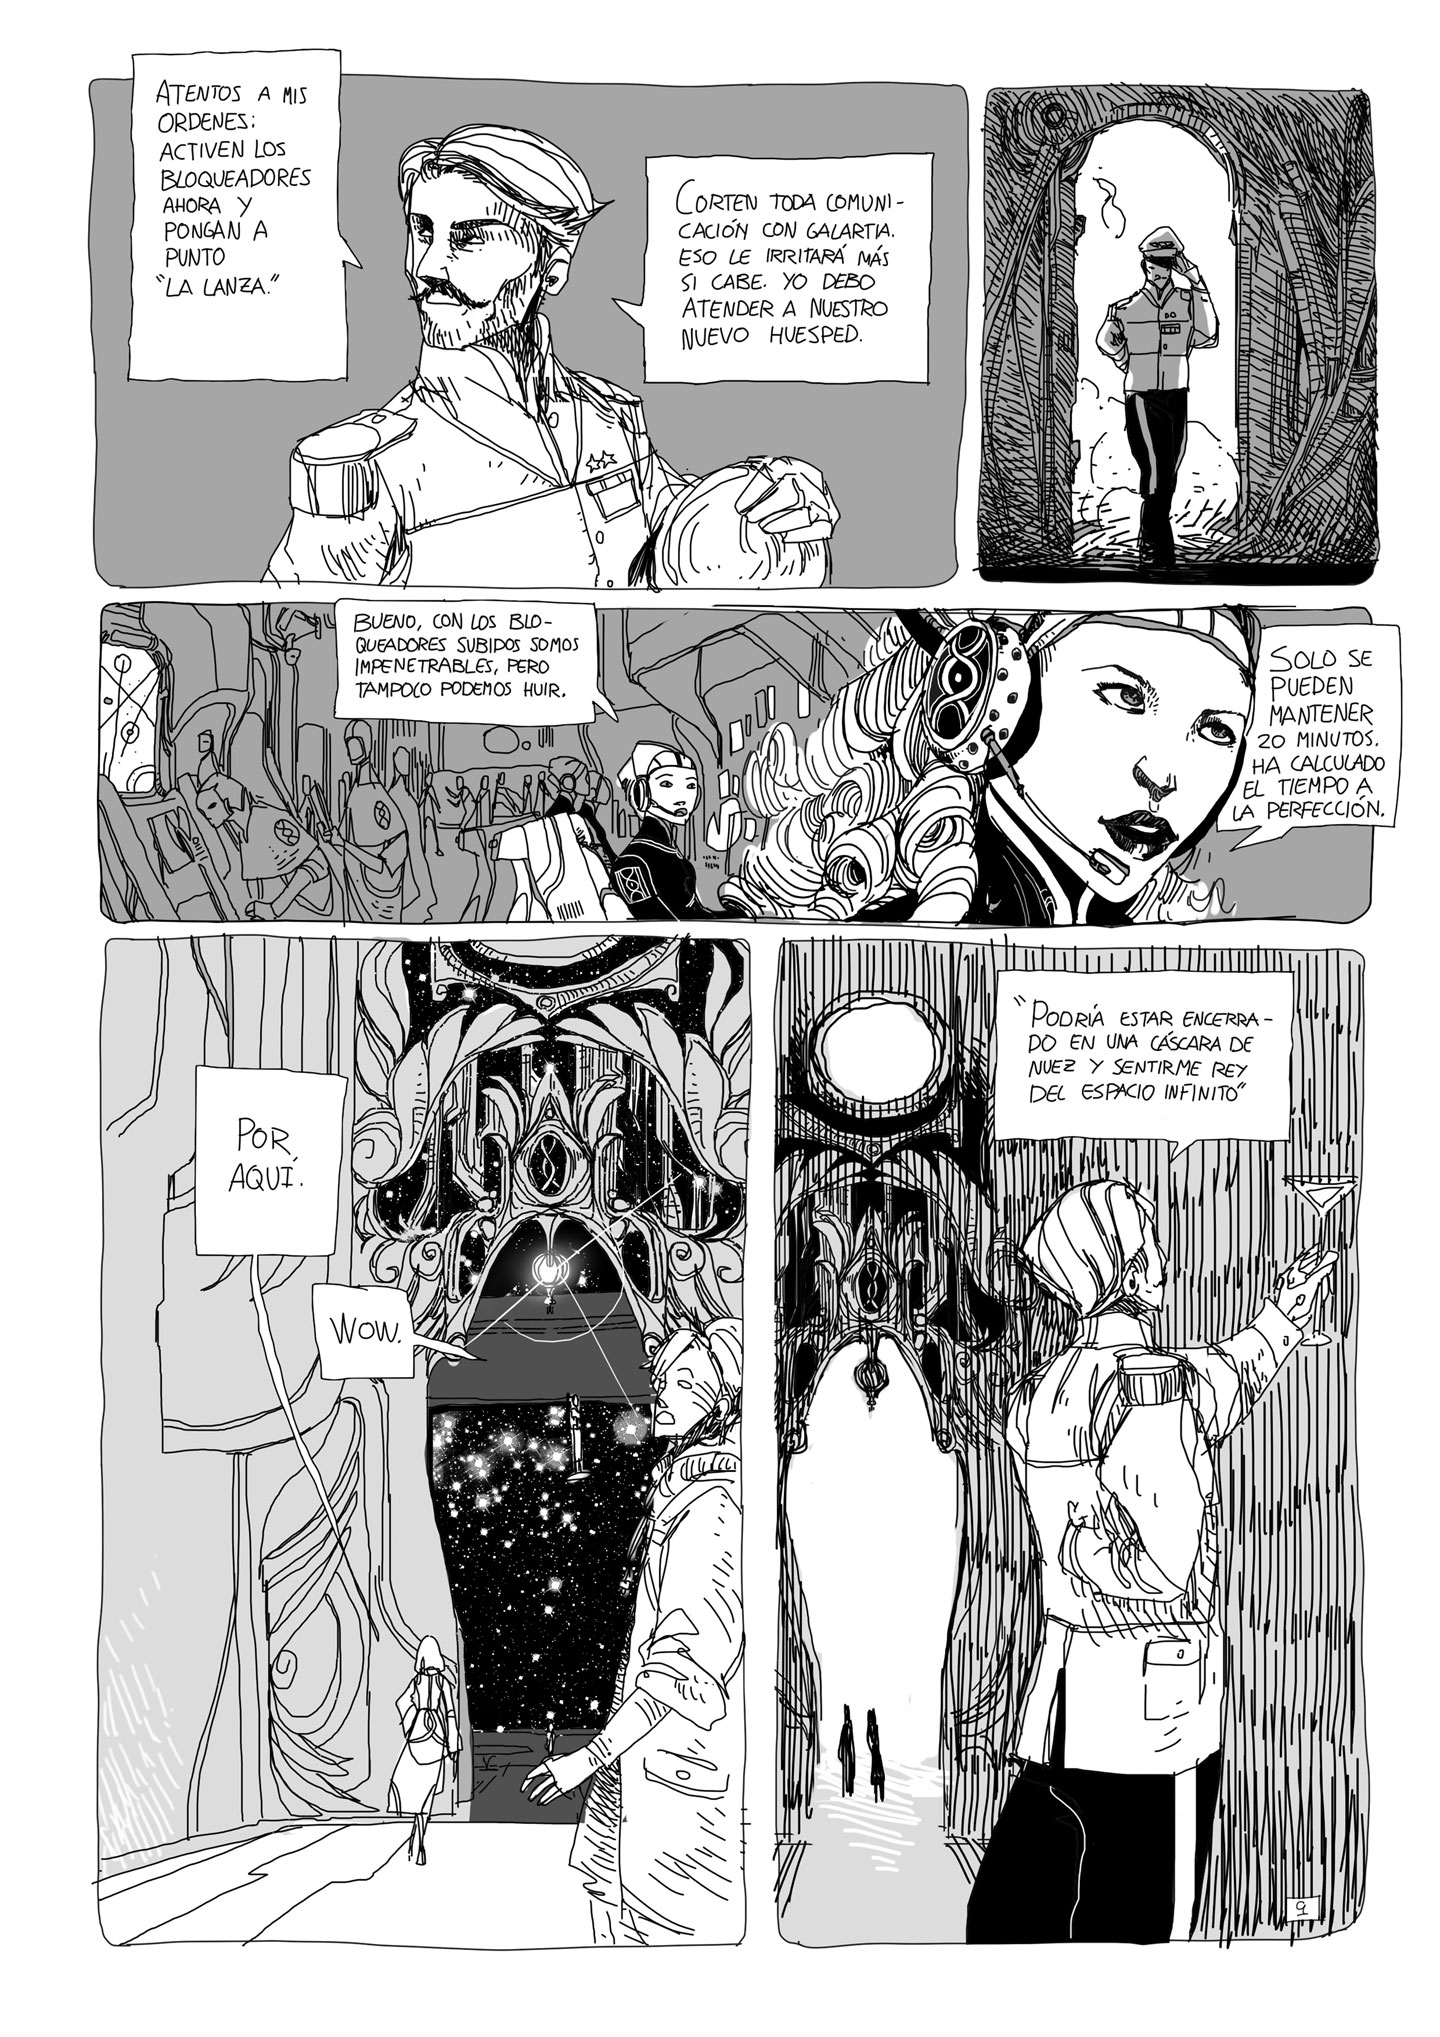 ATENTOS A MIS
ORDENES:
ACTIVEN LOS
BLOQUEADORES
AHORA Y
PONGAN A
PUNTO
"LA LANZA."
CORTEN TODA COMUNI-
CACIÓN CON GALARTIA.
ESO LE IRRITARÁ MÁS
SI CABE. YO DEBO
ATENDER A NUESTRO
NUEVO HUESPED.
BUENO, CON LOS BLO-
QUEADORES SUBIDOS SOMOS
IMPENETRABLES, PERO
TAMPOLO PODEMOS HUIR.
SOLO SE
PUEDEN
MANTENER
20 MINUTOS.
HA CALCULADO
EL TIEMPO A
LA PERFECCIÓN.
POR
AQUÍ.
WOW.
"PODRÍA ESTAR ENCERRA-
DO EN UNA CÁSCARA DE
NUEZ Y SENTIRME REY
DEL ESPACIO INFINITO"
9